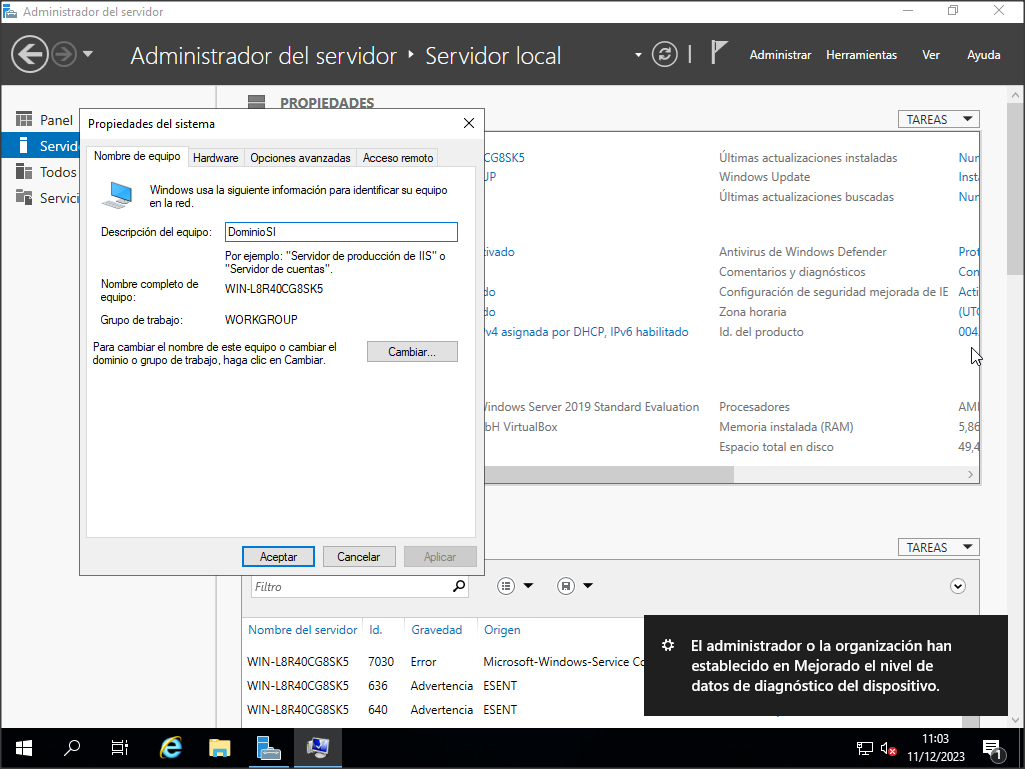 Administrador del servidor
Administrador del servidor ‣ Servidor local
Administrar Herramientas Ver Ayuda
Panel
Todos
PROPIEDADES
TAREAS
Propiedades del sistema
Nombre de equipo Hardware Opciones avanzadas Acceso remoto
Windows usa la siguiente información para identificar su equipo
en la red.
Descripción del equipo: DominioSI
Por ejemplo: "Servidor de producción de IIS" o
"Servidor de cuentas".
Nombre completo de
equipo:
WIN-L8R40CG8SK5
Grupo de trabajo: WORKGROUP
Para cambiar el nombre de este equipo o cambiar el
dominio o grupo de trabajo, haga clic en Cambiar.
Cambiar...
Aceptar Cancelar Aplicar
CG8SK5 Últimas actualizaciones instaladas Nun
UP Windows Update Inst
Últimas actualizaciones buscadas Nun
tivado Antivirus de Windows Defender Prot
Comentarios y diagnósticos Con
do Configuración de seguridad mejorada de IE Acti
do Zona horaria (UTC
Pv4 asignada por DHCP, IPv6 habilitado Id. del producto 004
Windows Server 2019 Standard Evaluation Procesadores AMI
bH VirtualBox Memoria instalada (RAM) 5,86
Espacio total en disco 49,4
TAREAS
Filtro
Nombre del servidor Id. Gravedad Origen
WIN-L8R40CG8SK5 7030 Error Microsoft-Windows-Service Co
WIN-L8R40CG8SK5 636 Advertencia ESENT
WIN-L8R40CG8SK5 640 Advertencia ESENT
El administrador o la organización han
establecido en Mejorado el nivel de
datos de diagnóstico del dispositivo.
11:03
11/12/2023
1